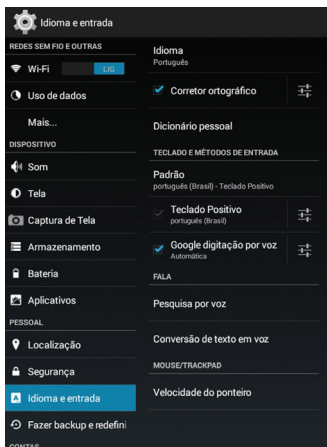 Idioma e entrada
REDES SEM FIO E OUTRAS
Wi-Fi
LIG
Uso de dados
Mais...
DISPOSITIVO
Som
Tela
Captura de Tela
Armazenamento
Bateria
Aplicativos
PESSOAL
Localização
Segurança
A
Idioma e entrada
Fazer backup e redefini
CONTAS
Idioma
Português
Corretor ortográfico
Dicionário pessoal
TECLADO E MÉTODOS DE ENTRADA
Padrão
português (Brasil) - Teclado Positivo
Teclado Positivo
português (Brasil)
Google digitação por voz
Automática
FALA
Pesquisa por voz
Conversão de texto em voz
MOUSE/TRACKPAD
Velocidade do ponteiro